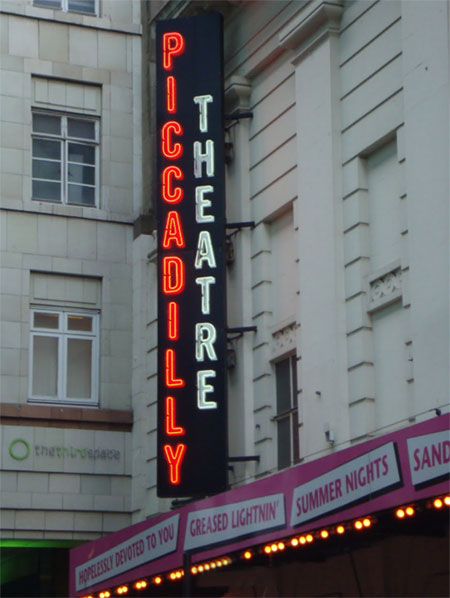 PICCADILLY
THEATRE
thethirdspace
HOPELESSLY DEVOTED TO YOU
GREASED LIGHTNIN'
SUMMER NIGHTS
SAND